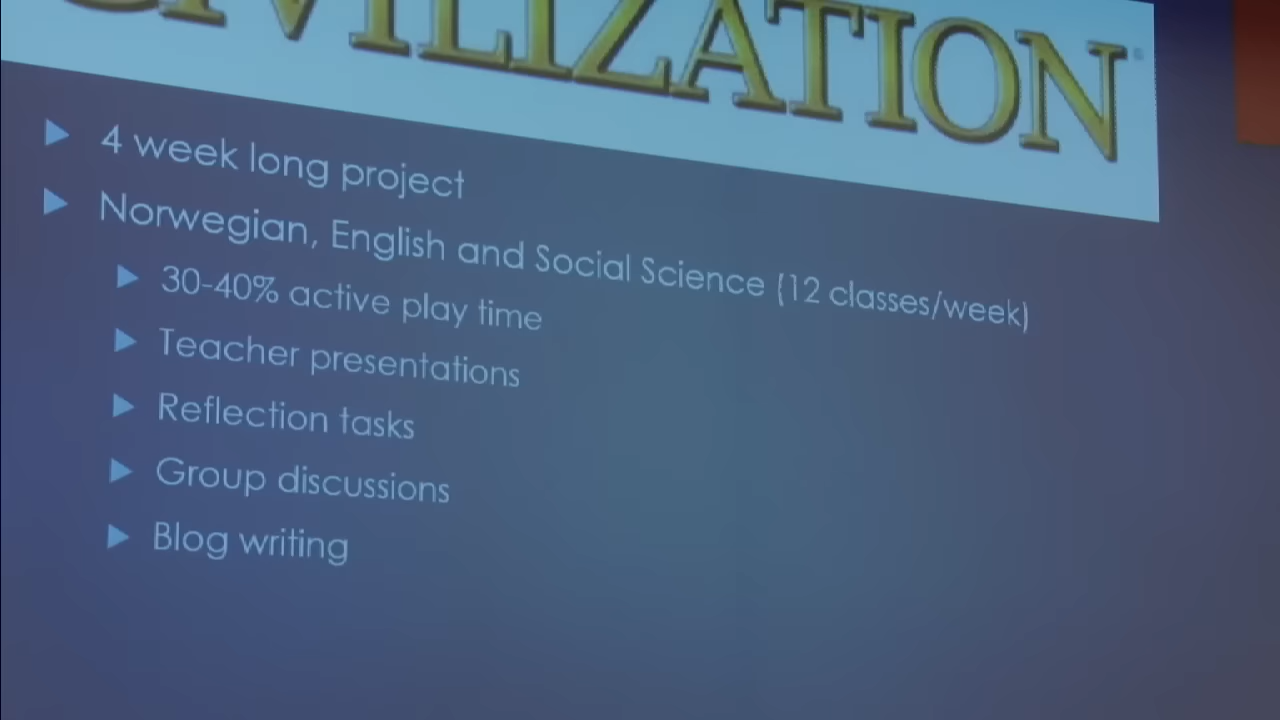 CIVILIZATION
4 week long project
Norwegian, English and Social Science (12 classes/week)
30-40% active play time
Teacher presentations
Reflection tasks
Group discussions
Blog writing